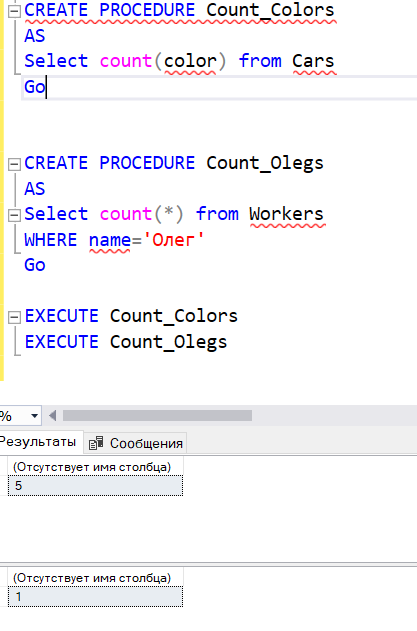 CREATE PROCEDURE Count_Colors
AS
Select count(color) from Cars
Go
CREATE PROCEDURE Count_Olegs
AS
Select count(*) from Workers
WHERE name='Олег'
Go
EXECUTE Count_Colors
EXECUTE Count_Olegs
%
Результаты
Сообщения
(Отсутствует имя столбца)
5
(Отсутствует имя столбца)
1